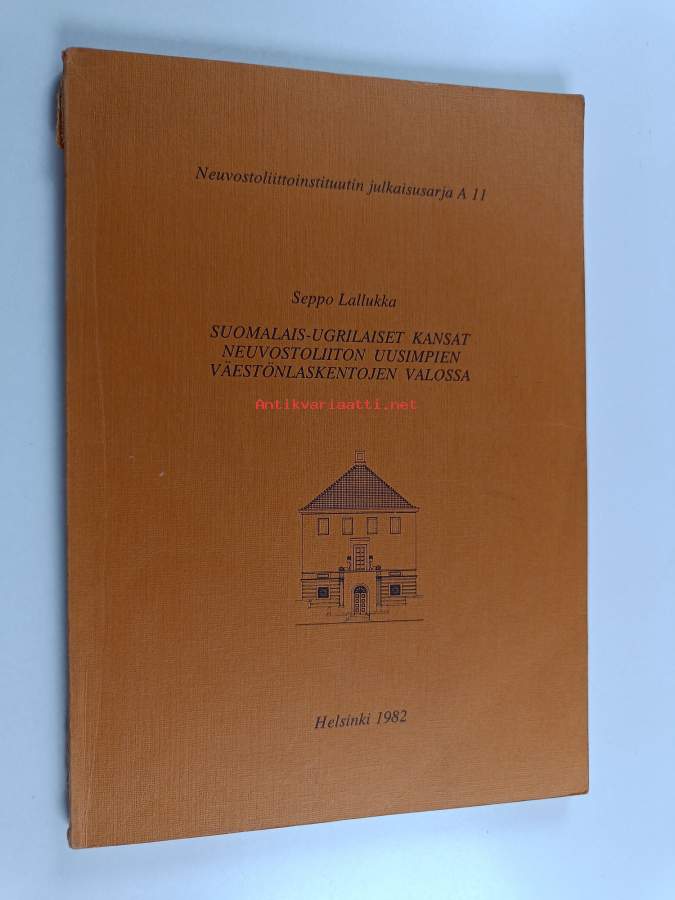 Neuvostoliittoinstituutin julkaisusarja A 11
Seppo Lallukka
SUOMALAIS-UGRILAISET KANSAT
NEUVOSTOLIITON UUSIMPIEN
VÄESTÖNLASKENTOJEN VALOSSA
Antikvariaatti.net
Helsinki 1982